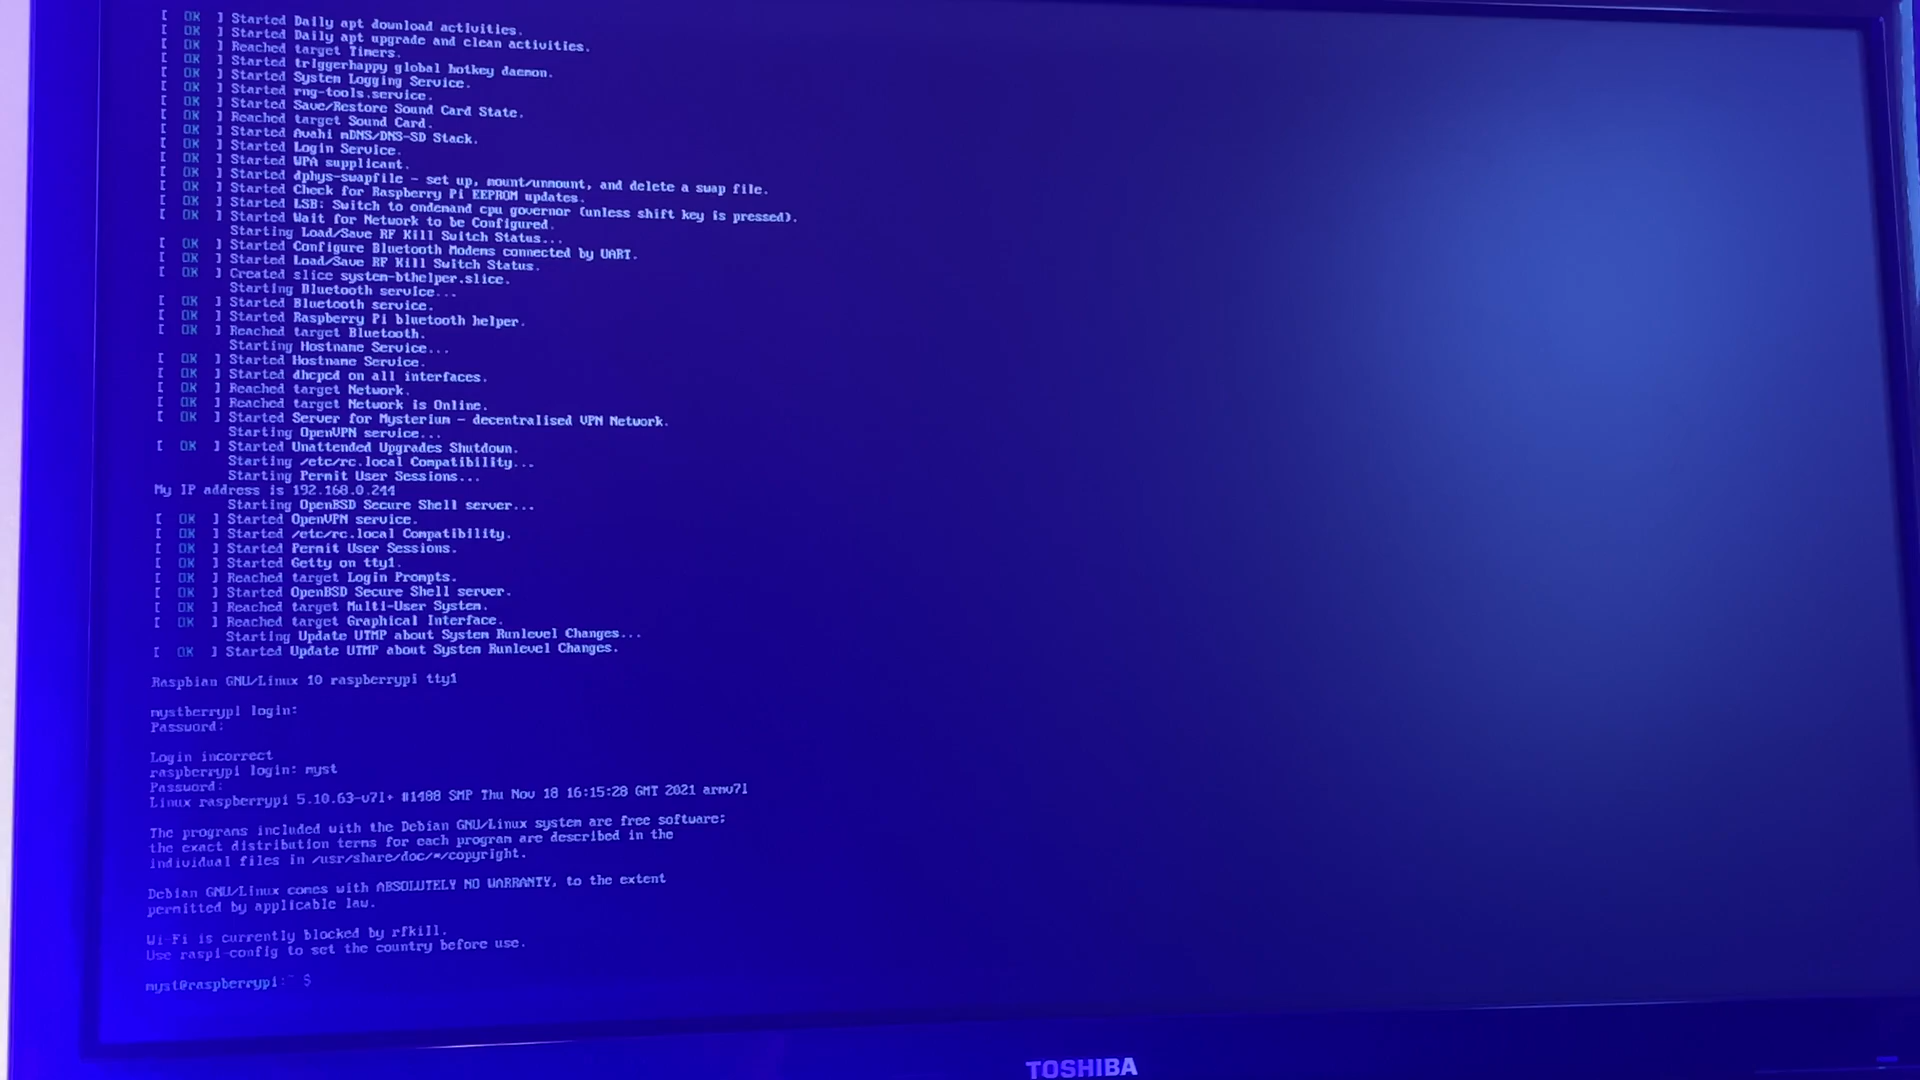 [ OK ] Started Daily apt download activities.
[ OK ] Started Daily apt upgrade and clean activities.
[ OK ] Reached target Timers.
[ OK ] Started triggerhappy global hotkey daemon.
[ OK ] Started System Logging Service.
[ OK ] Started rng-tools.service.
[ OK ] Started Save/Restore Sound Card State.
[ OK ] Reached target Sound Card.
[ OK ] Started Avahi mDNS/DNS-SD Stack.
[ OK ] Started Login Service.
[ OK ] Started WPA supplicant.
[ OK ] Started dphys-swapfile - set up, mount/unmount, and delete a swap file.
[ OK ] Started Check for Raspberry Pi EEPROM updates.
[ OK ] Started LSB: Switch to ondemand cpu governor (unless shift key is pressed).
[ OK ] Started Wait for Network to be Configured.
Starting Load/Save RF Kill Switch Status...
[ OK ] Started Configure Bluetooth Modems connected by UART.
[ OK ] Started Load/Save RF Kill Switch Status.
[ OK ] Created slice system-bthelper.slice.
Starting Bluetooth service...
[ OK ] Started Bluetooth service.
[ OK ] Started Raspberry Pi bluetooth helper.
[ OK ] Reached target Bluetooth.
Starting Hostname Service...
[ OK ] Started Hostname Service.
[ OK ] Started dhcpcd on all interfaces.
[ OK ] Reached target Network.
[ OK ] Reached target Network is Online.
[ OK ] Started Server for Mysterium - decentralised VPN Network.
Starting OpenVPN service...
[ OK ] Started Unattended Upgrades Shutdown.
Starting /etc/rc.local Compatibility...
Starting Permit User Sessions...
My IP address is 192.168.0.244
Starting OpenBSD Secure Shell server...
[ OK ] Started OpenVPN service.
[ OK ] Started /etc/rc.local Compatibility.
[ OK ] Started Permit User Sessions.
[ OK ] Started Getty on tty1.
[ OK ] Reached target Login Prompts.
[ OK ] Started OpenBSD Secure Shell server.
[ OK ] Reached target Multi-User System.
[ OK ] Reached target Graphical Interface.
Starting Update UTMP about System Runlevel Changes...
[ OK ] Started Update UTMP about System Runlevel Changes.
Raspbian GNU/Linux 10 raspberrypi tty1
mystberrypi login:
Password:
Login incorrect
raspberrypi login: myst
Password:
Linux raspberrypi 5.10.63-v7l+ #1488 SMP Thu Nov 18 16:15:28 GMT 2021 armv7l
The programs included with the Debian GNU/Linux system are free software;
the exact distribution terms for each program are described in the
individual files in /usr/share/doc/*/copyright.
Debian GNU/Linux comes with ABSOLUTELY NO WARRANTY, to the extent
permitted by applicable law.
Wi-Fi is currently blocked by rfkill.
Use raspi-config to set the country before use.
myst@raspberrypi:~ $
TOSHIBA